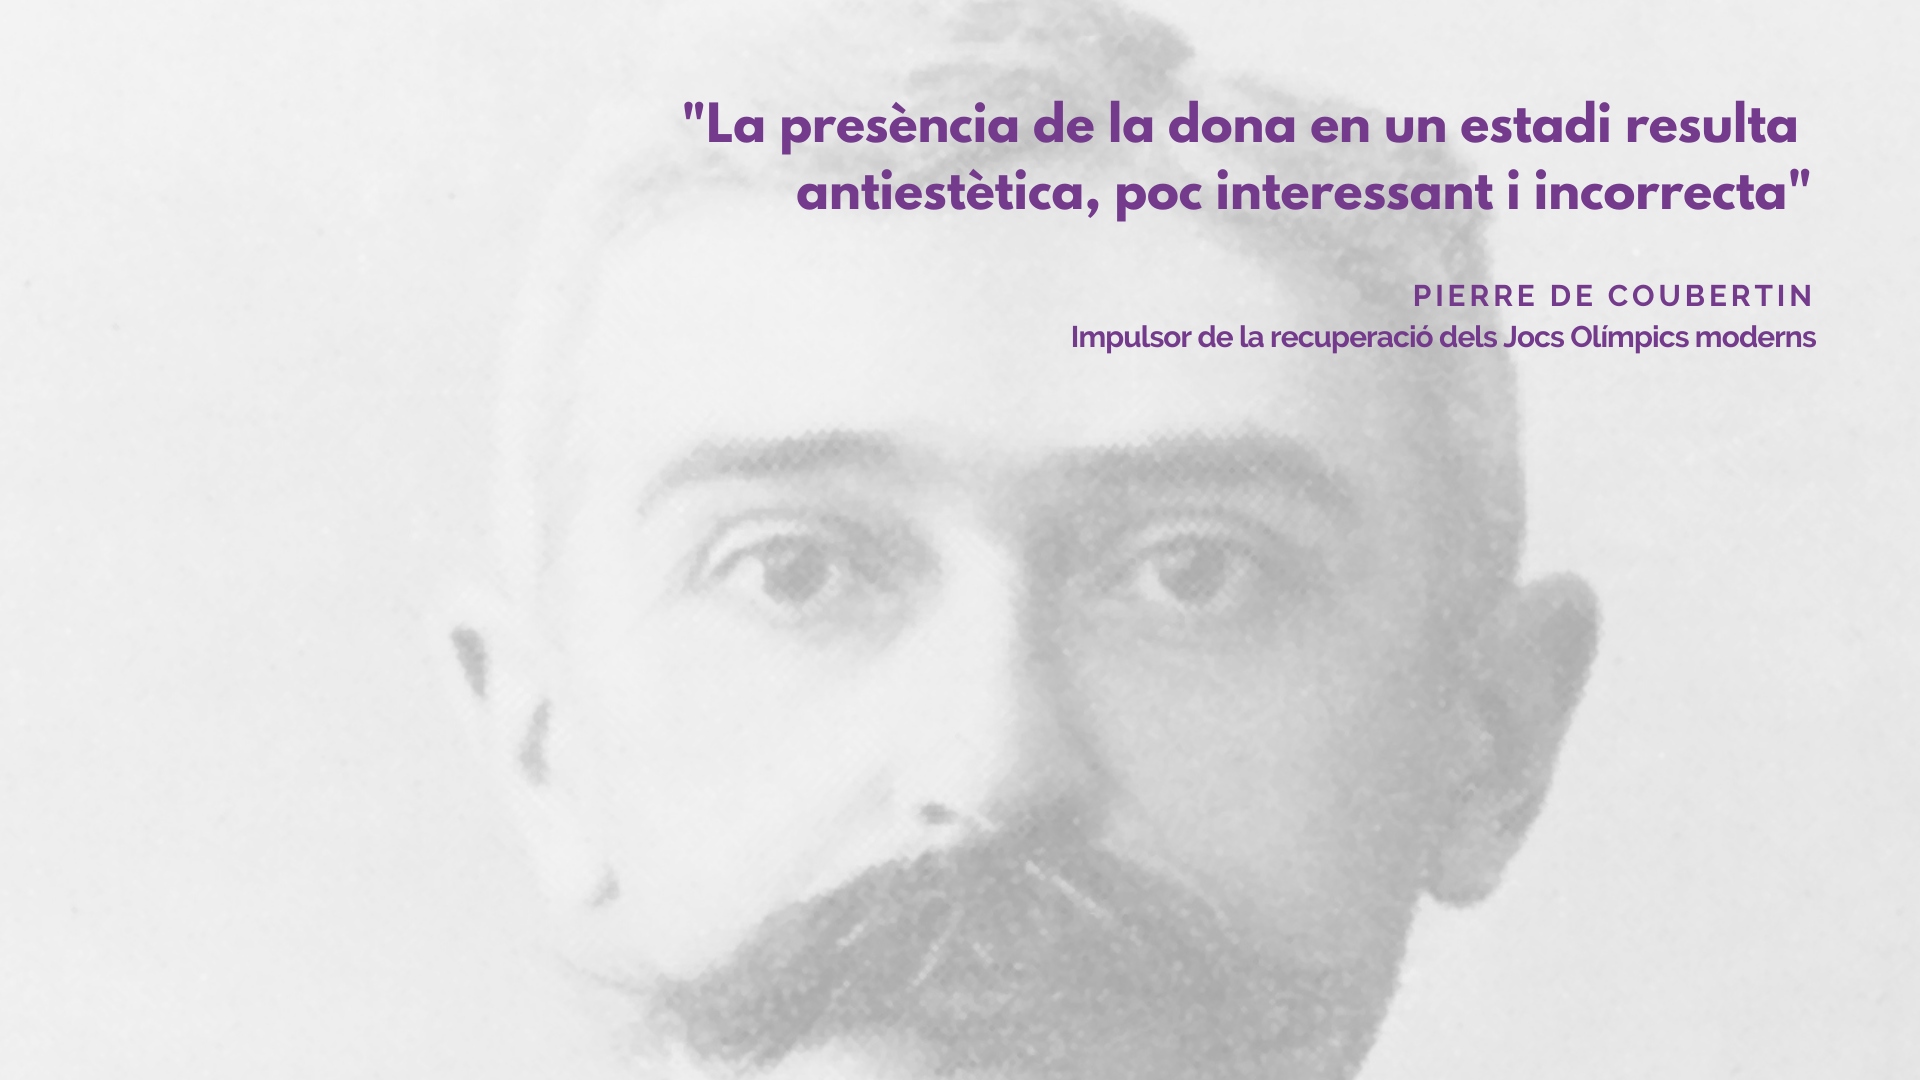 "La presència de la dona en un estadi resulta
antiestètica, poc interessant i incorrecta"
PIERRE DE COUBERTIN
Impulsor de la recuperació dels Jocs Olímpics moderns